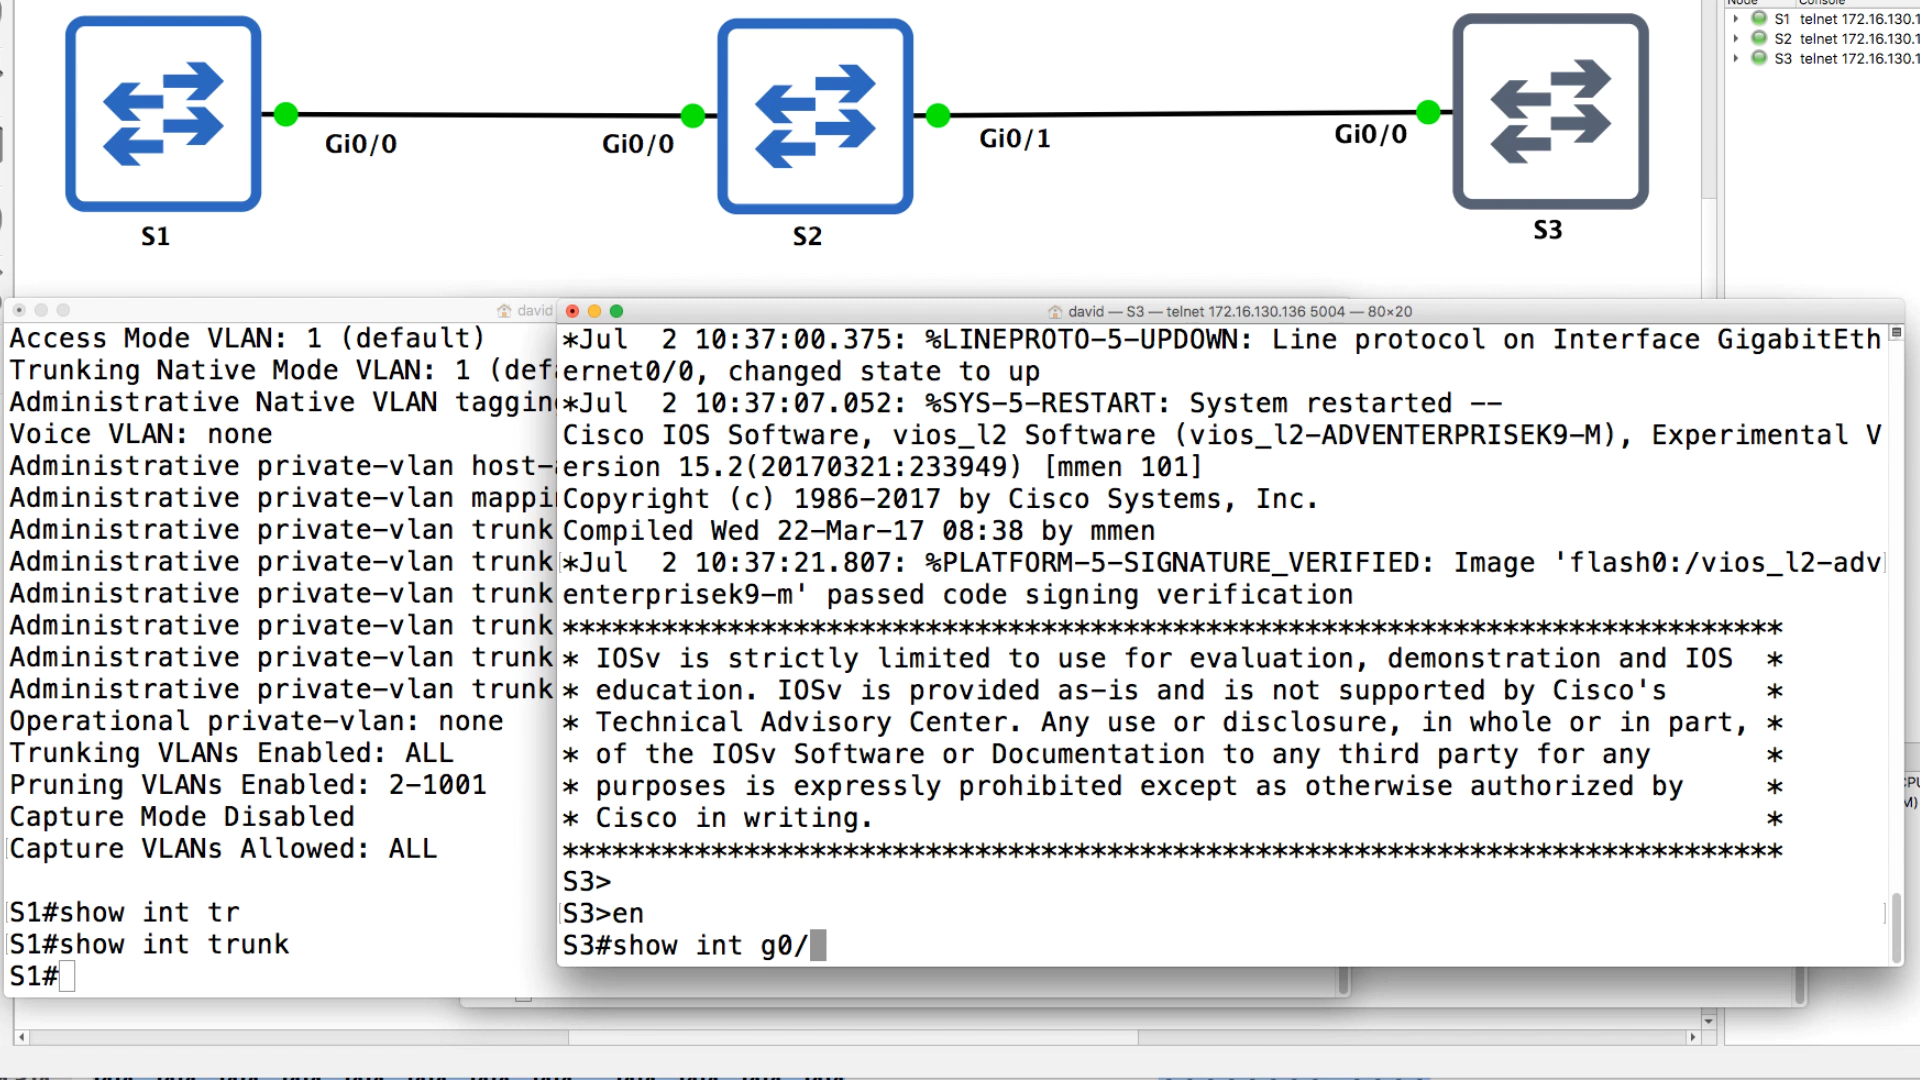 Node Console
S1 telnet 172.16.130.1
S2 telnet 172.16.130.1
S3 telnet 172.16.130.1
Gi0/0
Gi0/0
Gi0/1
Gi0/0
S1
S2
S3
david
Access Mode VLAN: 1 (default)
Trunking Native Mode VLAN: 1 (def
Administrative Native VLAN taggin
Voice VLAN: none
Administrative private-vlan host-
Administrative private-vlan mappi
Administrative private-vlan trunk
Administrative private-vlan trunk
Administrative private-vlan trunk
Administrative private-vlan trunk
Administrative private-vlan trunk
Administrative private-vlan trunk
Operational private-vlan: none
Trunking VLANs Enabled: ALL
Pruning VLANs Enabled: 2-1001
Capture Mode Disabled
Capture VLANs Allowed: ALL
S1#show int tr
S1#show int trunk
S1#
david — S3 — telnet 172.16.130.136 5004 — 80×20
*Jul  2 10:37:00.375: %LINEPROTO-5-UPDOWN: Line protocol on Interface GigabitEth
ernet0/0, changed state to up
*Jul  2 10:37:07.052: %SYS-5-RESTART: System restarted --
Cisco IOS Software, vios_l2 Software (vios_l2-ADVENTERPRISEK9-M), Experimental V
ersion 15.2(20170321:233949) [mmen 101]
Copyright (c) 1986-2017 by Cisco Systems, Inc.
Compiled Wed 22-Mar-17 08:38 by mmen
*Jul  2 10:37:21.807: %PLATFORM-5-SIGNATURE_VERIFIED: Image 'flash0:/vios_l2-adv
enterprisek9-m' passed code signing verification
**************************************************************************
* IOSv is strictly limited to use for evaluation, demonstration and IOS  *
* education. IOSv is provided as-is and is not supported by Cisco's      *
* Technical Advisory Center. Any use or disclosure, in whole or in part, *
* of the IOSv Software or Documentation to any third party for any       *
* purposes is expressly prohibited except as otherwise authorized by     *
* Cisco in writing.                                                      *
**************************************************************************
S3>
S3>en
S3#show int g0/